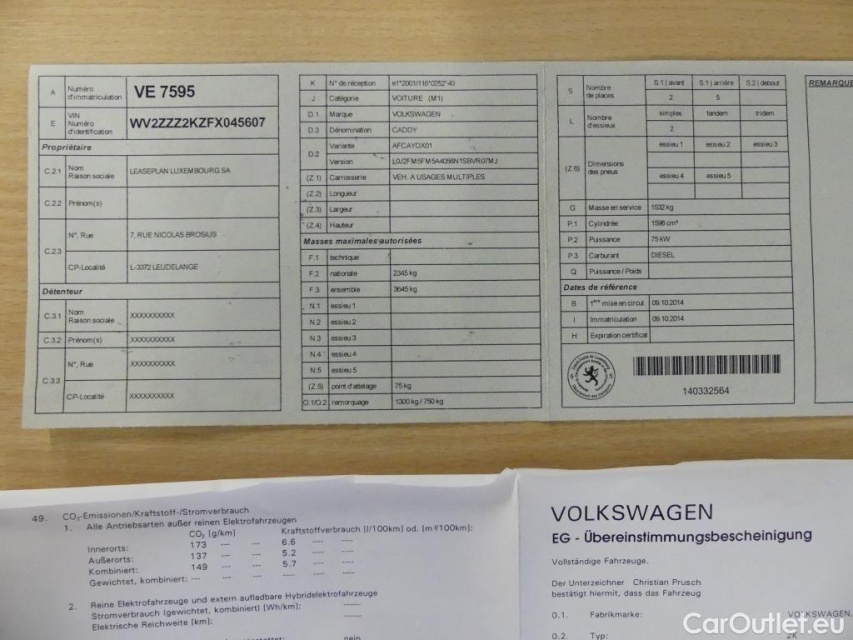 A Numéro d'immatriculation VE 7595
E VIN Numéro d'identification WV2ZZZ2KZFX045607
Propriétaire
C.2.1 Nom Raison sociale LEASEPLAN LUXEMBOURG SA
C.2.2 Prénom(s)
C.2.3 N°, Rue 7, RUE NICOLAS BROSIUS
CP-Localité L-3372 LEUDELANGE
Détenteur
C.3.1 Nom Raison sociale XXXXXXXXXX
C.3.2 Prénom(s) XXXXXXXXXX
C.3.3 N°, Rue XXXXXXXXXX
CP-Localité XXXXXXXXXX
K N° de réception e1*2001/116*0252*40
J Catégorie VOITURE (M1)
D.1 Marque VOLKSWAGEN
D.3 Dénomination CADDY
D.2 Variante AFCAYDX01
Version
(Z.1) Carrosserie VEH. A USAGES MULTIPLES
(Z.2) Longueur
(Z.3) Largeur
(Z.4) Hauteur
Masses maximales autorisées
F.1 technique
F.2 nationale 2345 kg
F.3 ensemble 3645 kg
N.1 essieu 1
N.2 essieu 2
N.3 essieu 3
N.4 essieu 4
N.5 essieu 5
(Z.5) point d'attelage 75 kg
O.1/O.2 remorquage 1300 kg / 750 kg
S Nombre de places S.1 | avant S.1 | arrière S.2 | debout
2 5
L Nombre d'essieux simples tandem tridem
2
(Z.6) Dimensions des pneus essieu 1 essieu 2 essieu 3
essieu 4 essieu 5
G Masse en service 1532 kg
P.1 Cylindrée 1598 cm³
P.2 Puissance 75 kW
P.3 Carburant DIESEL
Q Puissance / Poids
Dates de référence
B 1ère mise en circul. 09.10.2014
I Immatriculation 09.10.2014
H Expiration certificat
140332564
REMARQUE
49. CO₂-Emissionen/Kraftstoff-/Stromverbrauch
1. Alle Antriebsarten außer reinen Elektrofahrzeugen
CO₂ [g/km] Kraftstoffverbrauch [l/100km] od. [m³/100km]:
Innerorts: 173 --- --- 6.6 --- ---
Außerorts: 137 --- --- 5.2 --- ---
Kombiniert: 149 --- --- 5.7 --- ---
Gewichtet, kombiniert: --- --- --- --- --- ---
2. Reine Elektrofahrzeuge und extern aufladbare Hybridelektrofahrzeuge
Stromverbrauch (gewichtet, kombiniert) [Wh/km]: ---
Elektrische Reichweite [km]: ---
nein
VOLKSWAGEN
EG - Übereinstimmungsbescheinigung
Vollständige Fahrzeuge.
Der Unterzeichner Christian Prusch
bestätigt hiermit, dass das Fahrzeug
0.1. Fabrikmarke: VOLKSWAGEN,
0.2. Typ: 2K
CarOutlet.eu